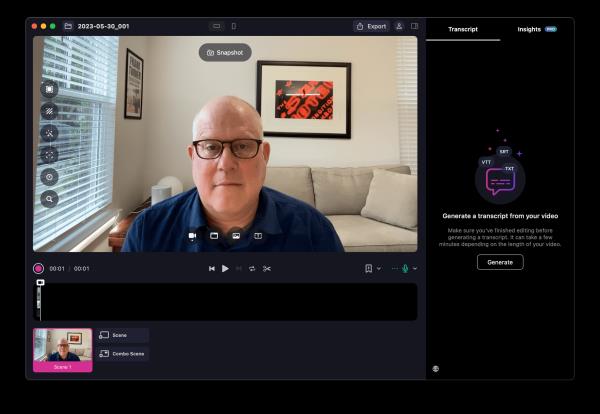 2023-05-30_001
Export
Snapshot
00:01 | 00:01
Scene
Combo Scene
Scene 1
Transcript
Insights PRO
SRT
VTT
TXT
Generate a transcript from your video
Make sure you've finished editing before
generating a transcript. It can take a few
minutes depending on the length of your video.
Generate